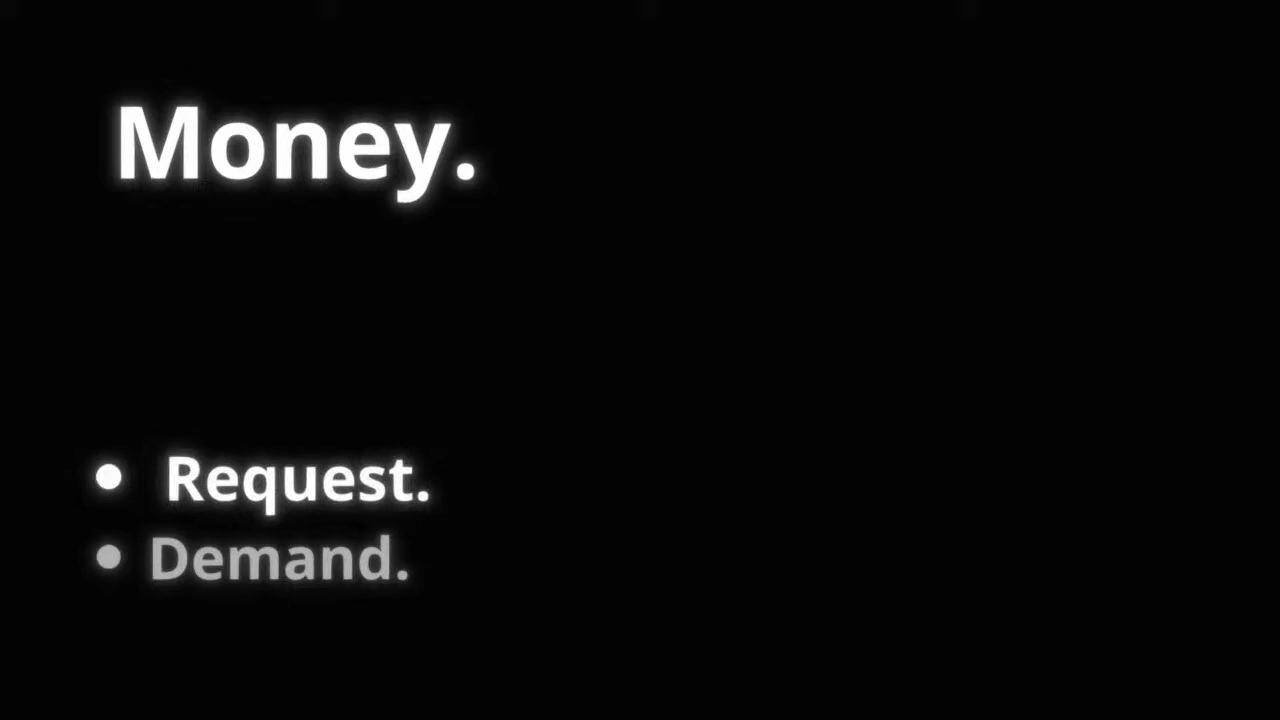 Money.
• Request.
• Demand.